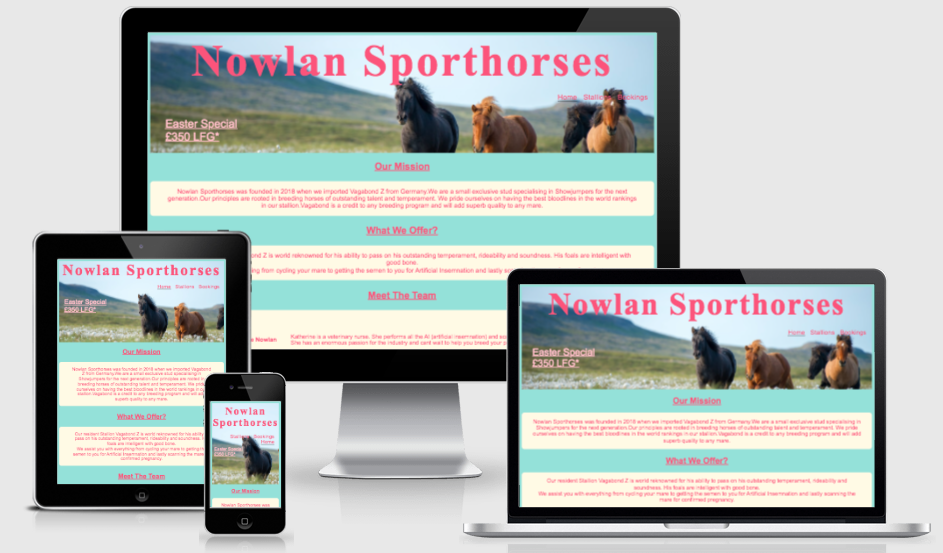 Nowlan Sporthorses
Home Stallions Bookings
Easter Special
£350 LFG*
Our Mission
Nowlan Sporthorses was founded in 2018 when we imported Vagabond Z from Germany.We are a small exclusive stud specialising in Showjumpers for the next
generation.Our principles are rooted in breeding horses of outstanding talent and temperament. We pride ourselves on having the best bloodlines in the world rankings
in our stallion.Vagabond is a credit to any breeding program and will add superb quality to any mare.
What We Offer?
Z is world reknowned for his ability to pass on his outstanding temperament, rideability and soundness. His foals are intelligent with
good bone.
from cycling your mare to getting the semen to you for Artificial Insemnation and lastly
Meet The Team
Nowlan
Katherine is a veterinary nurse. She performs at the AI (artificial insemnation) and
She has an enormous passion for the industry and cant wait to help you breed your
Nowlan Sporthorses
Home Stallions Bookings
Easter Special
£350 LFG*
Our Mission
Nowlan Sporthorses was founded in 2018 when we imported Vagabond
Z from Germany.We are a small exclusive stud specialising in
Showjumpers for the next generation.Our principles are rooted in
breeding horses of outstanding talent and temperament. We pride
ourselves on having the best bloodlines in the world rankings in our
stallion.Vagabond is a credit to any breeding program and will add
superb quality to any mare.
What We Offer?
Our resident Stallion Vagabond Z is world reknowned for his ability to
pass on his outstanding temperament, rideability and soundness. His
foals are intelligent with good bone.
We assist you with everything from cycling your mare to getting the
semen to you for Artificial Insemnation and lastly scanning the mare
for confirmed pregnancy.
Meet The Team
Nowlan
Sporthorses
Stallions Bookings
Home
Easter Special
£350 LFG*
Our Mission
Nowlan Sporthorses was
Nowlan Sporthorses
Home Stallions Bookings
Easter Special
£350 LFG*
Our Mission
Nowlan Sporthorses was founded in 2018 when we imported Vagabond Z from Germany.We are a small exclusive stud specialising in
Showjumpers for the next generation.Our principles are rooted in breeding horses of outstanding talent and temperament. We pride
ourselves on having the best bloodlines in the world rankings in our stallion.Vagabond is a credit to any breeding program and will add
superb quality to any mare.
What We Offer?
Our resident Stallion Vagabond Z is world reknowned for his ability to pass on his outstanding temperament, rideability and
soundness. His foals are intelligent with good bone.
We assist you with everything from cycling your mare to getting the semen to you for Artificial Insemnation and lastly scanning the
mare for confirmed pregnancy.